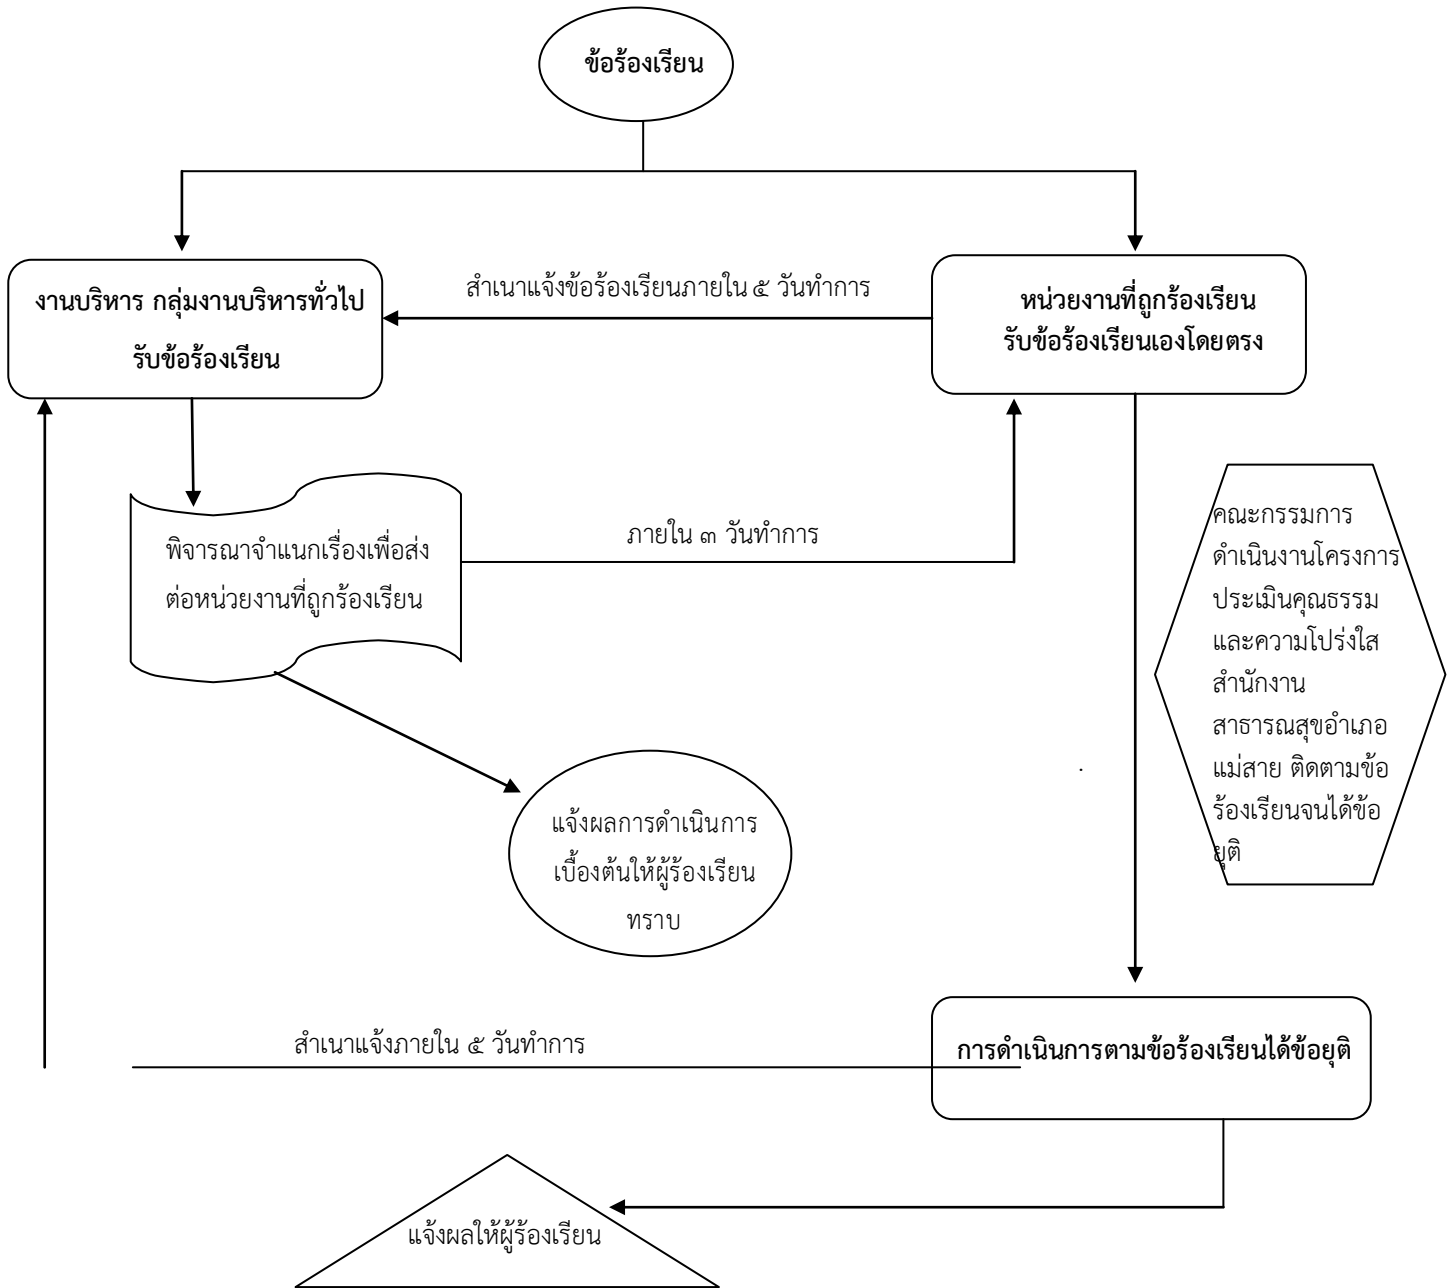 ข้อร้องเรียน
งานบริหาร กลุ่มงานบริหารทั่วไป
รับข้อร้องเรียน
สำเนาแจ้งข้อร้องเรียนภายใน ๕ วันทำการ
หน่วยงานที่ถูกร้องเรียน
รับข้อร้องเรียนเองโดยตรง
พิจารณาจำแนกเรื่องเพื่อส่ง
ต่อหน่วยงานที่ถูกร้องเรียน
ภายใน ๓ วันทำการ
คณะกรรมการ
ดำเนินงานโครงการ
ประเมินคุณธรรม
และความโปร่งใส
สำนักงาน
สาธารณสุขอำเภอ
แม่สาย ติดตามข้อ
ร้องเรียนจนได้ข้อ
ยุติ
แจ้งผลการดำเนินการ
เบื้องต้นให้ผู้ร้องเรียน
ทราบ
สำเนาแจ้งภายใน ๕ วันทำการ
การดำเนินการตามข้อร้องเรียนได้ข้อยุติ
แจ้งผลให้ผู้ร้องเรียน